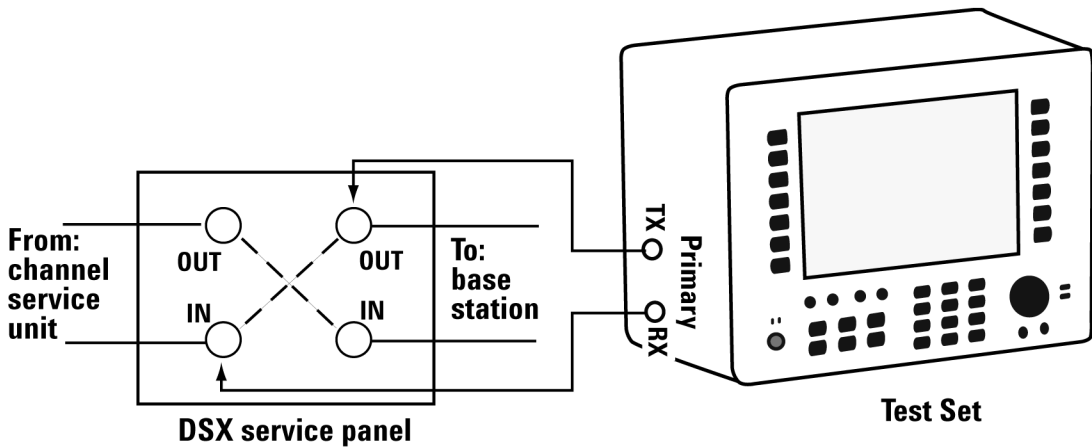 From:
channel
service
unit
OUT
IN
OUT
IN
To:
base
station
DSX service panel
TX
RX
Primary
Test Set